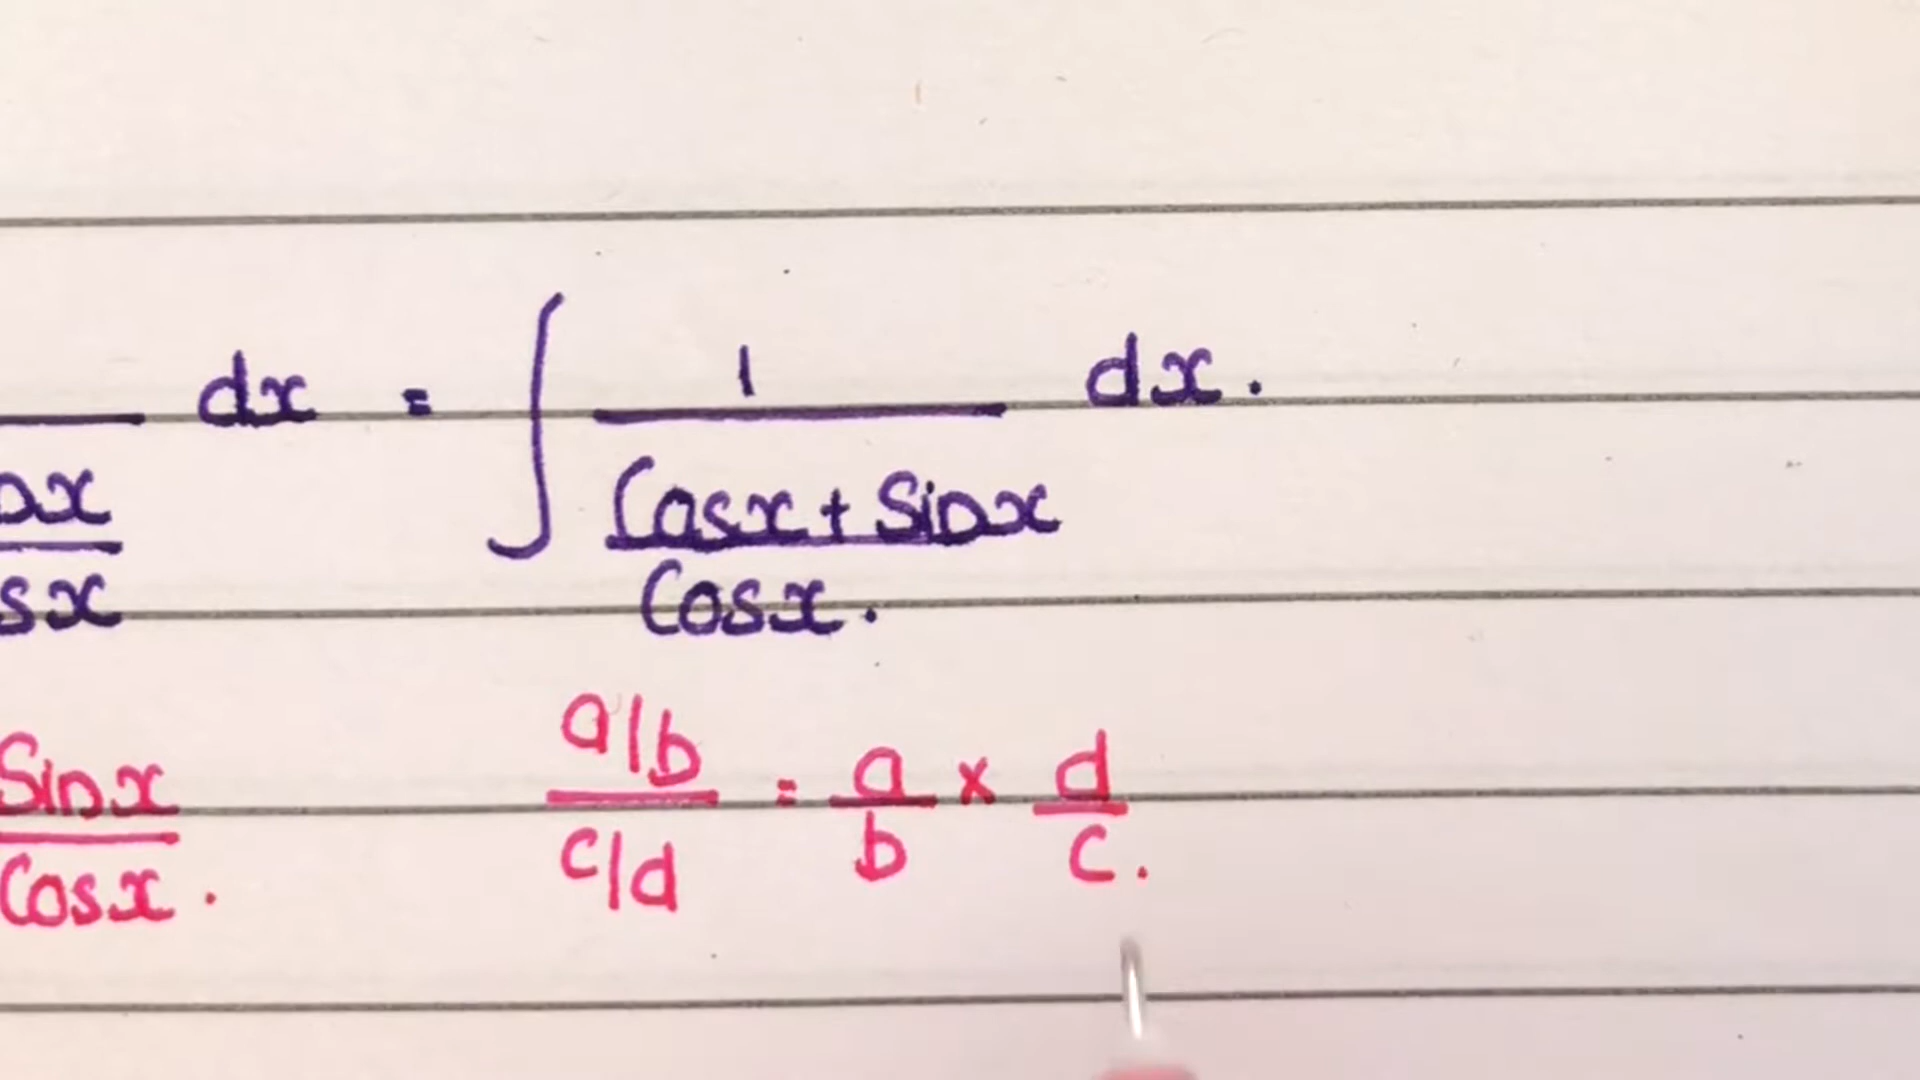 dx = ∫ 1 dx.
Cosx + Sinx
Cosx.
a/b
Sinx = a × d
Cosx. c/d b c.